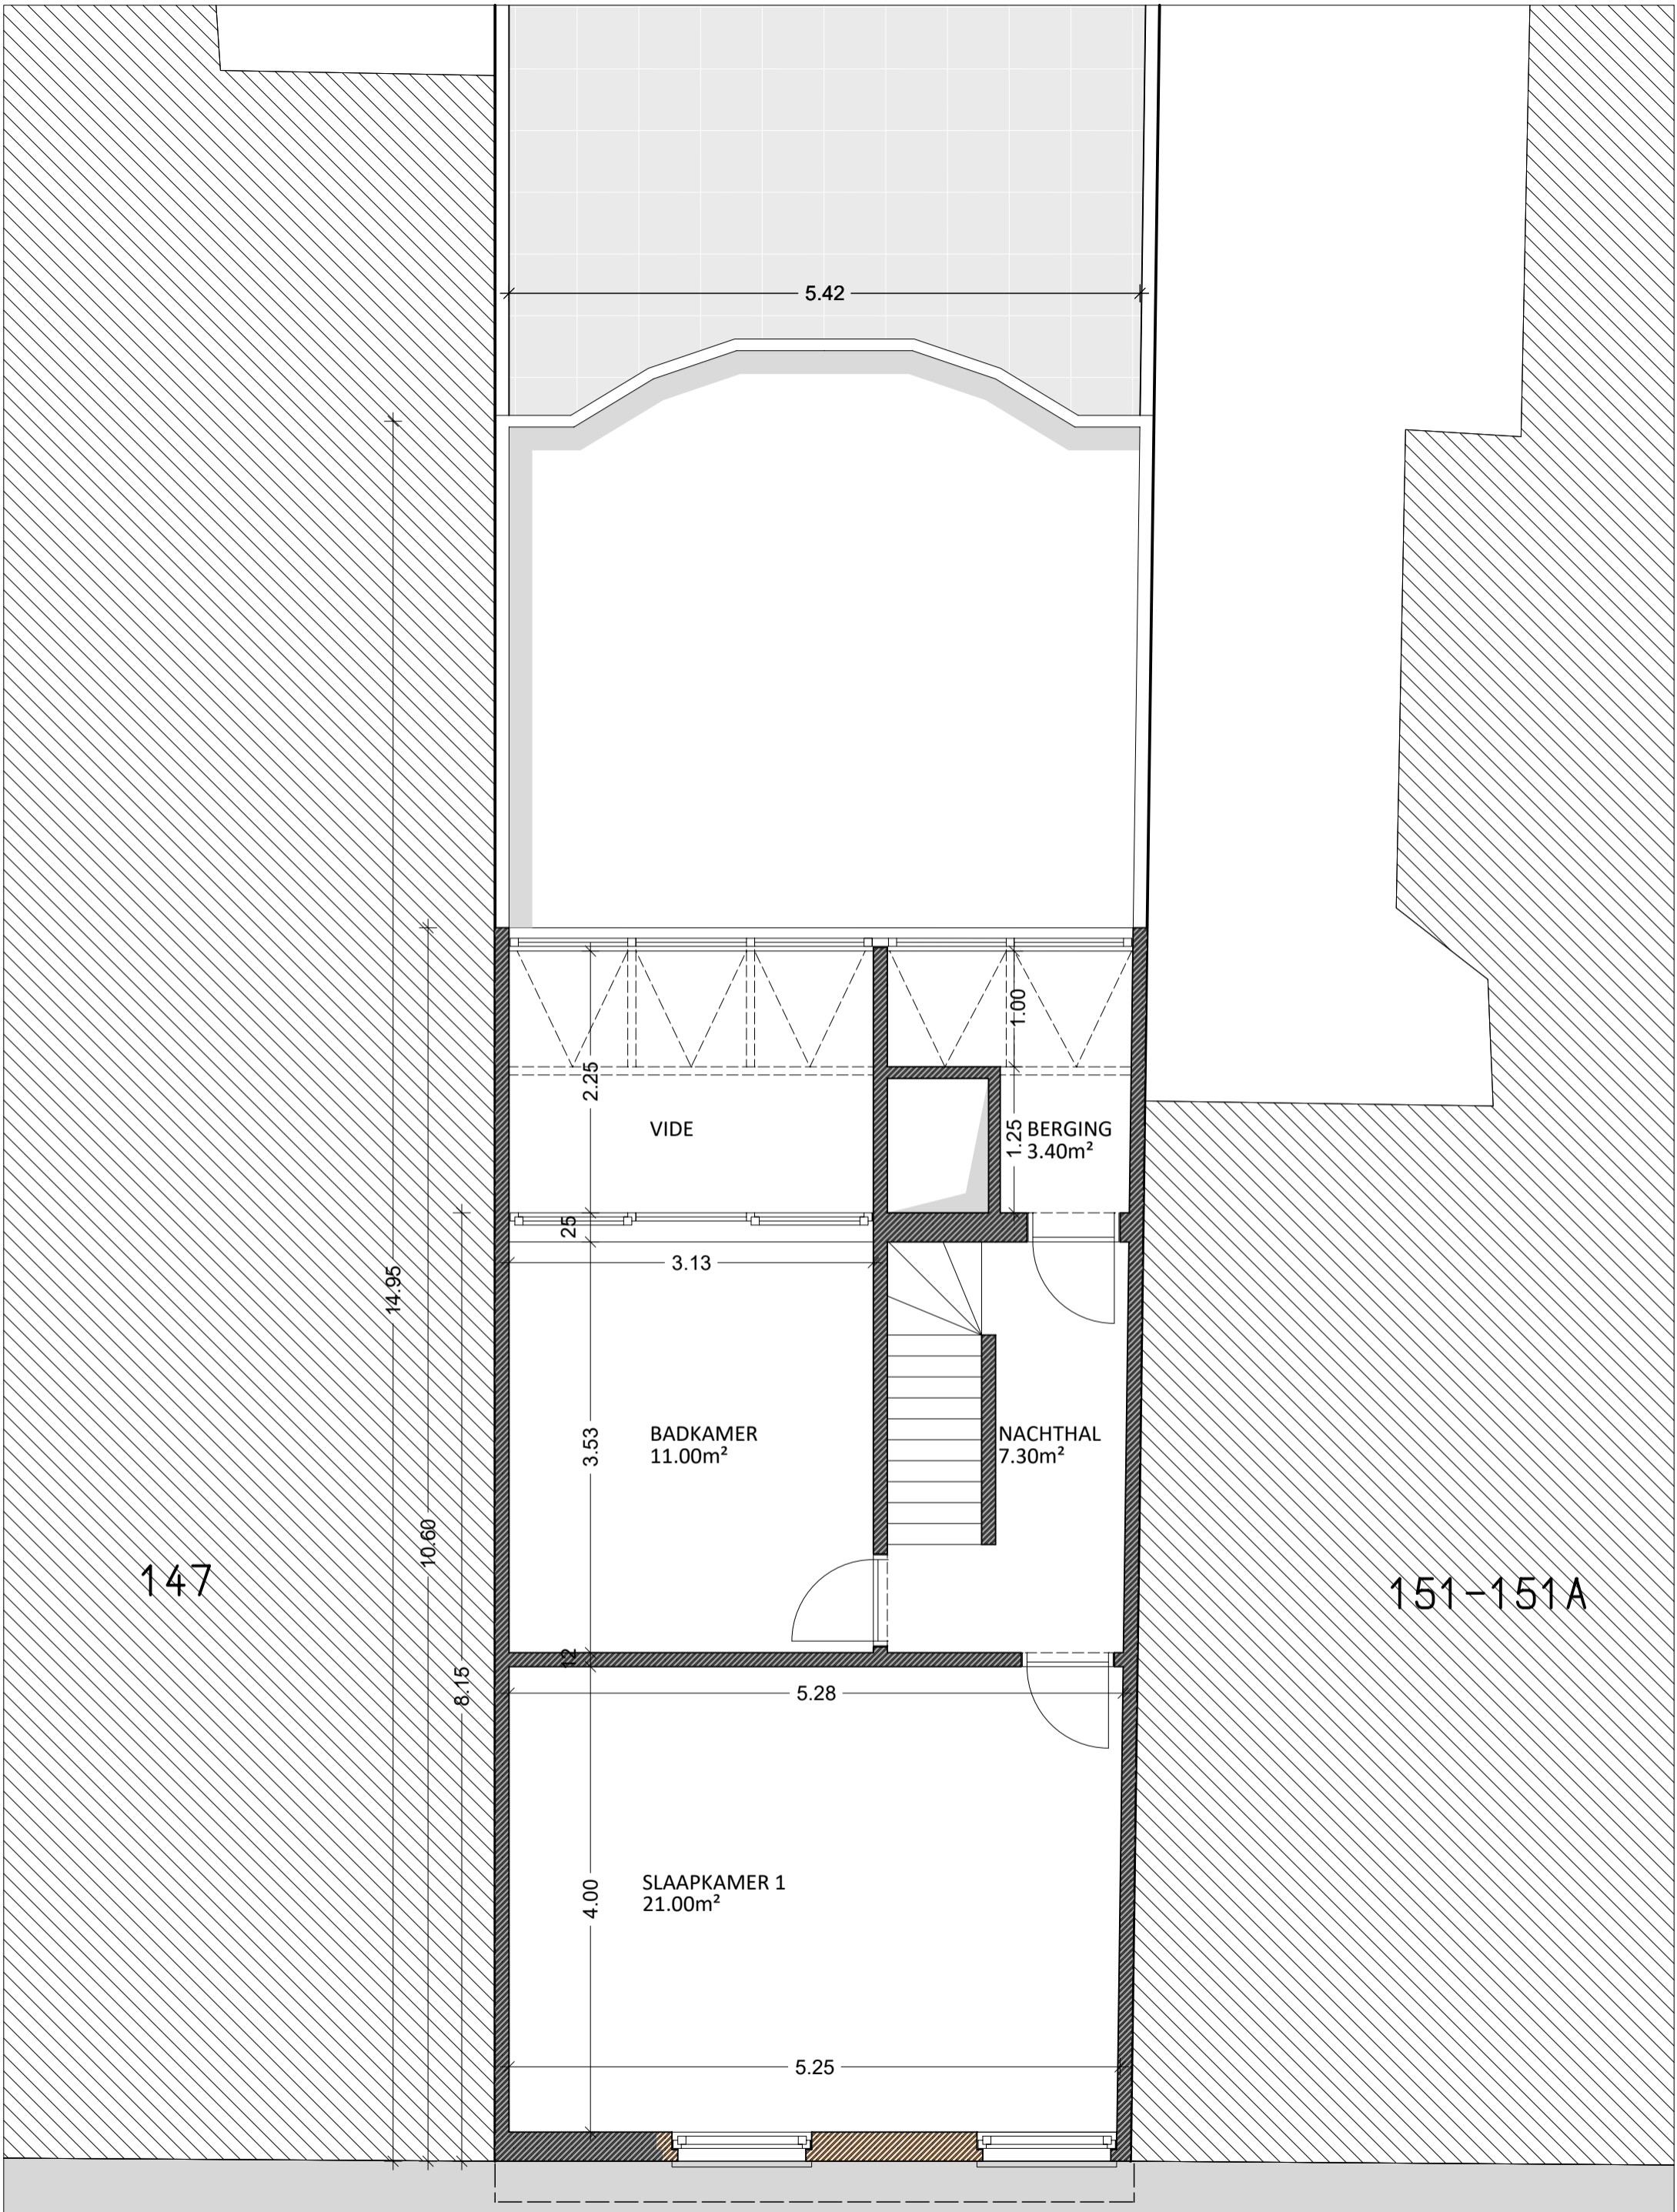 5.42
1.00
2.25
VIDE
1.25
BERGING
3.40m²
25
3.13
14.95
BADKAMER
11.00m²
3.53
NACHTHAL
7.30m²
10.60
147
151-151A
12
8.15
5.28
SLAAPKAMER 1
21.00m²
4.00
5.25